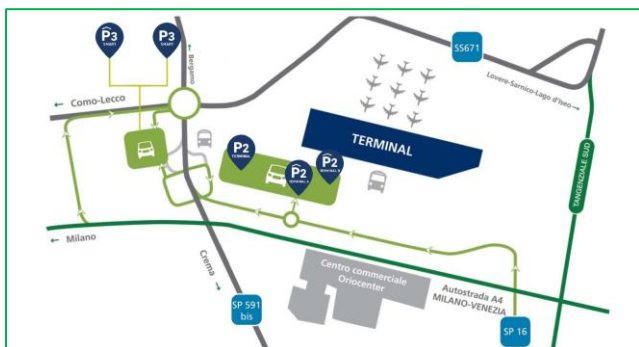 P3
SMART
P3
SMART
Bergamo
SS671
Lovere-Sarnico-Lago d'Iseo
Como-Lecco
TERMINAL
P2
TERMINAL
P2
P2
TANGENZIALE SUD
Milano
Crema
Centro commerciale
Oriocenter
Autostrada A4
MILANO-VENEZIA
SP 591
bis
SP 16